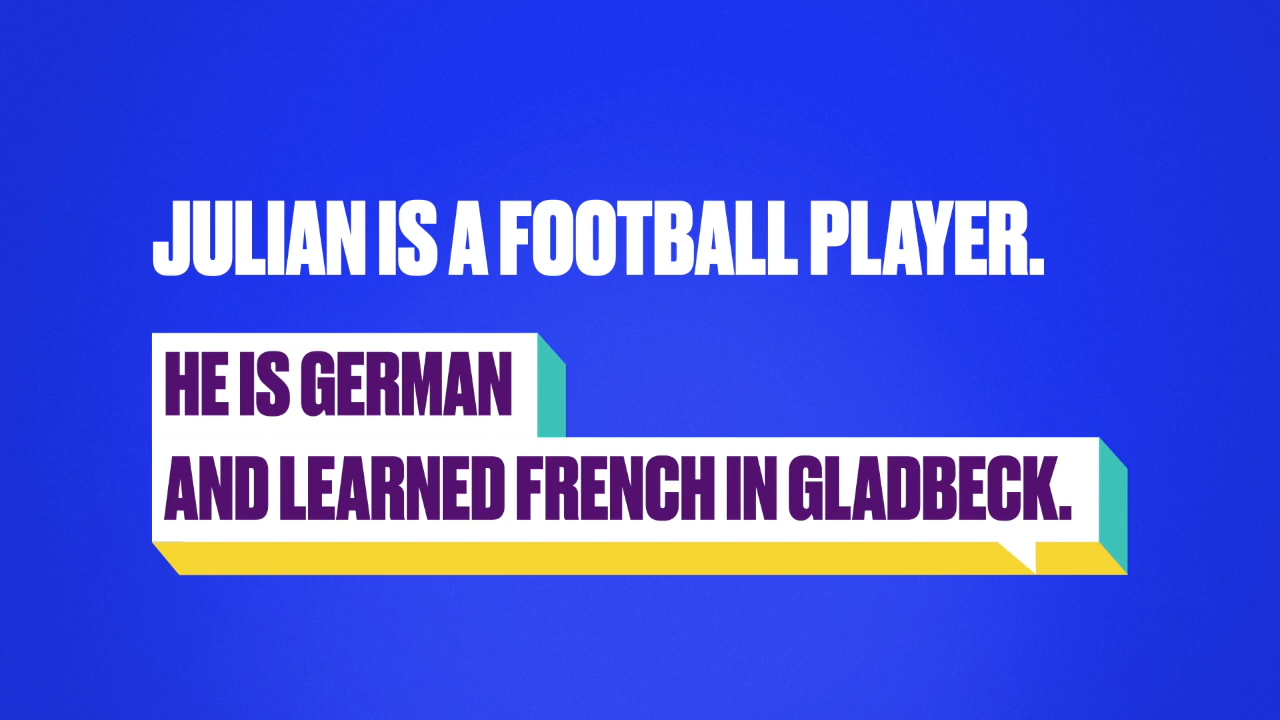 JULIAN IS A FOOTBALL PLAYER.
HE IS GERMAN
AND LEARNED FRENCH IN GLADBECK.